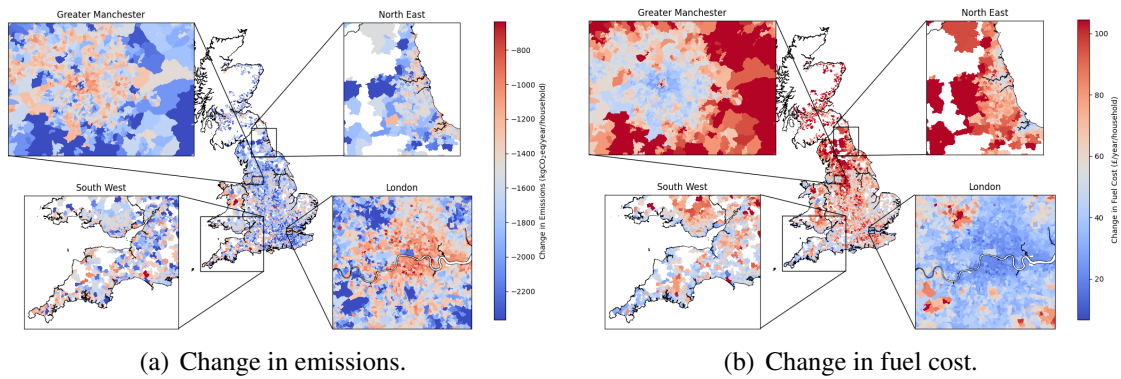 Greater Manchester
North East
South West
London
−800
−1000
−1200
−1400
−1600
−1800
−2000
−2200
Change in Emissions (kgCO₂eq/year/household)
(a) Change in emissions.
Greater Manchester
North East
South West
London
100
80
60
40
20
Change in Fuel Cost (£/year/household)
(b) Change in fuel cost.